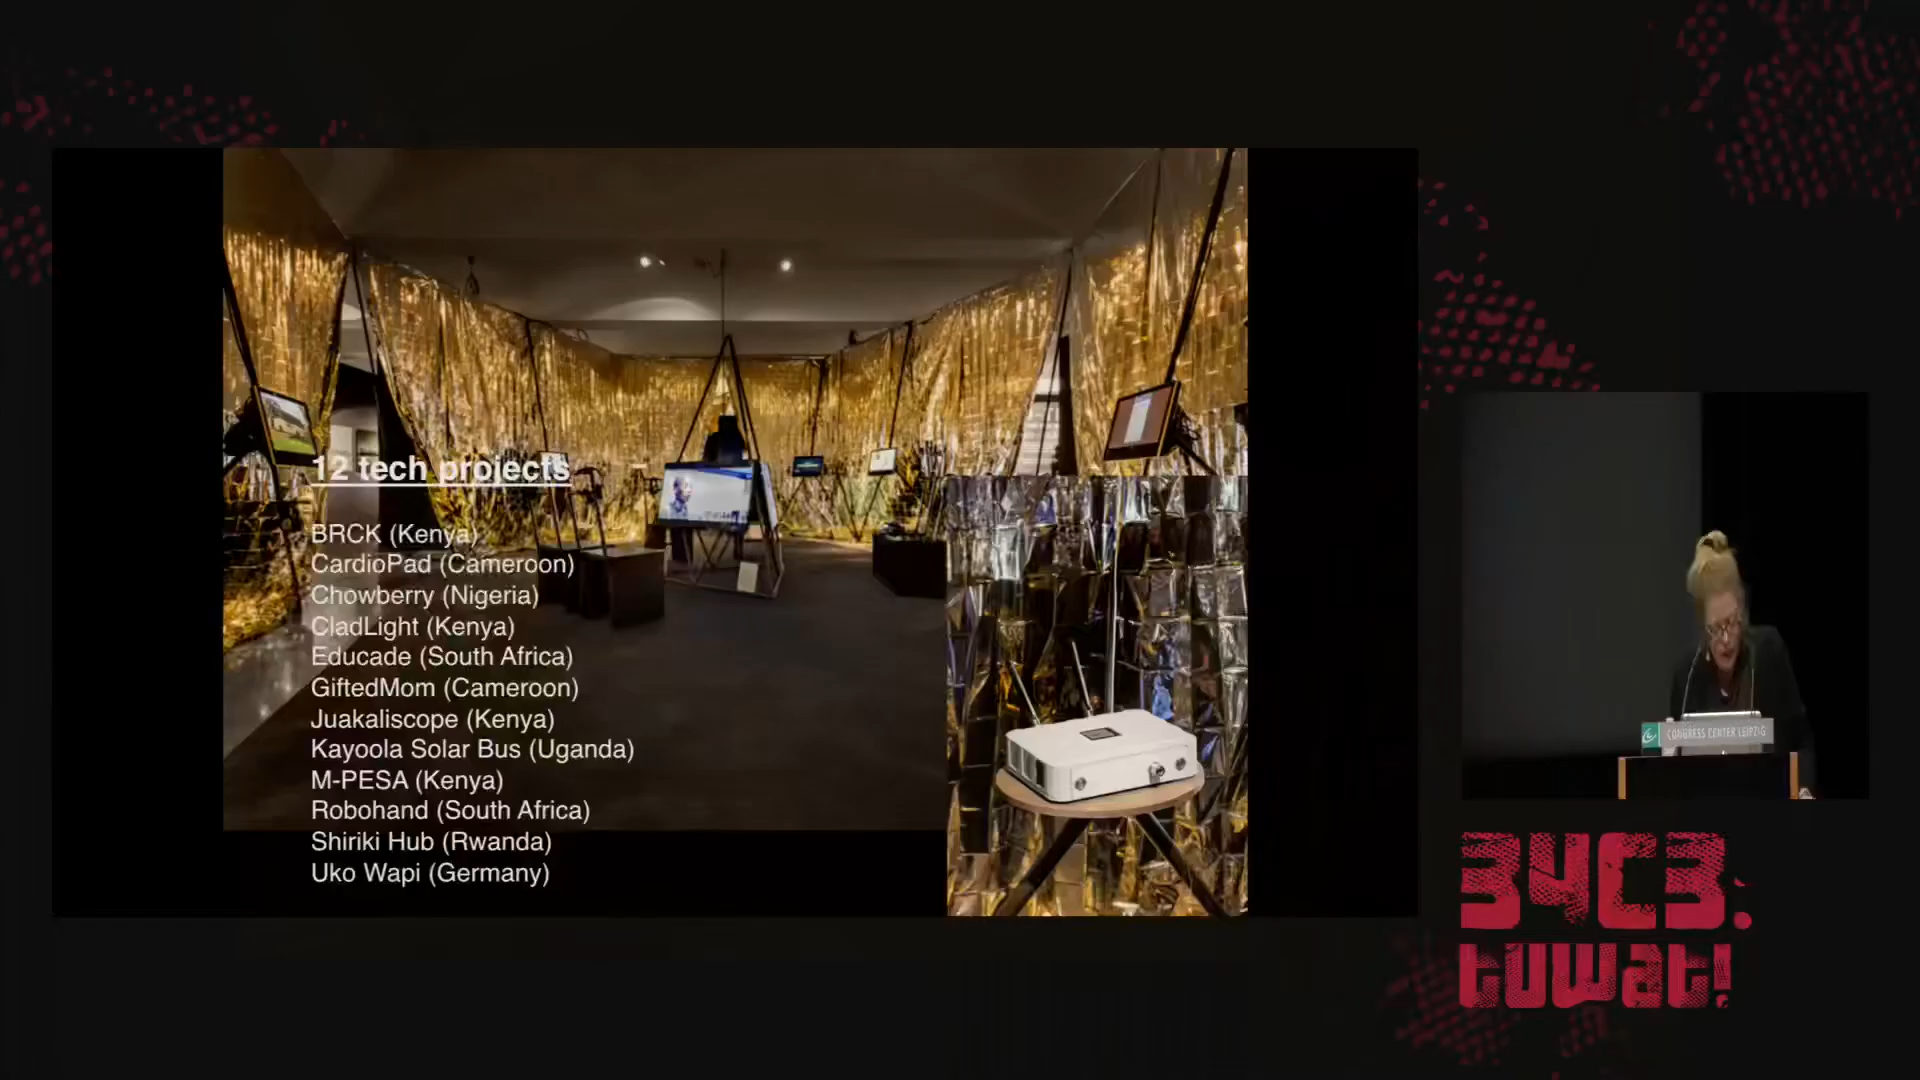 12 tech projects
BRCK (Kenya)
CardioPad (Cameroon)
Chowberry (Nigeria)
CladLight (Kenya)
Educade (South Africa)
GiftedMom (Cameroon)
Juakaliscope (Kenya)
Kayoola Solar Bus (Uganda)
M-PESA (Kenya)
Robohand (South Africa)
Shiriki Hub (Rwanda)
Uko Wapi (Germany)
CONGRESS CENTER LEIPZIG
34C3.
tuwat!